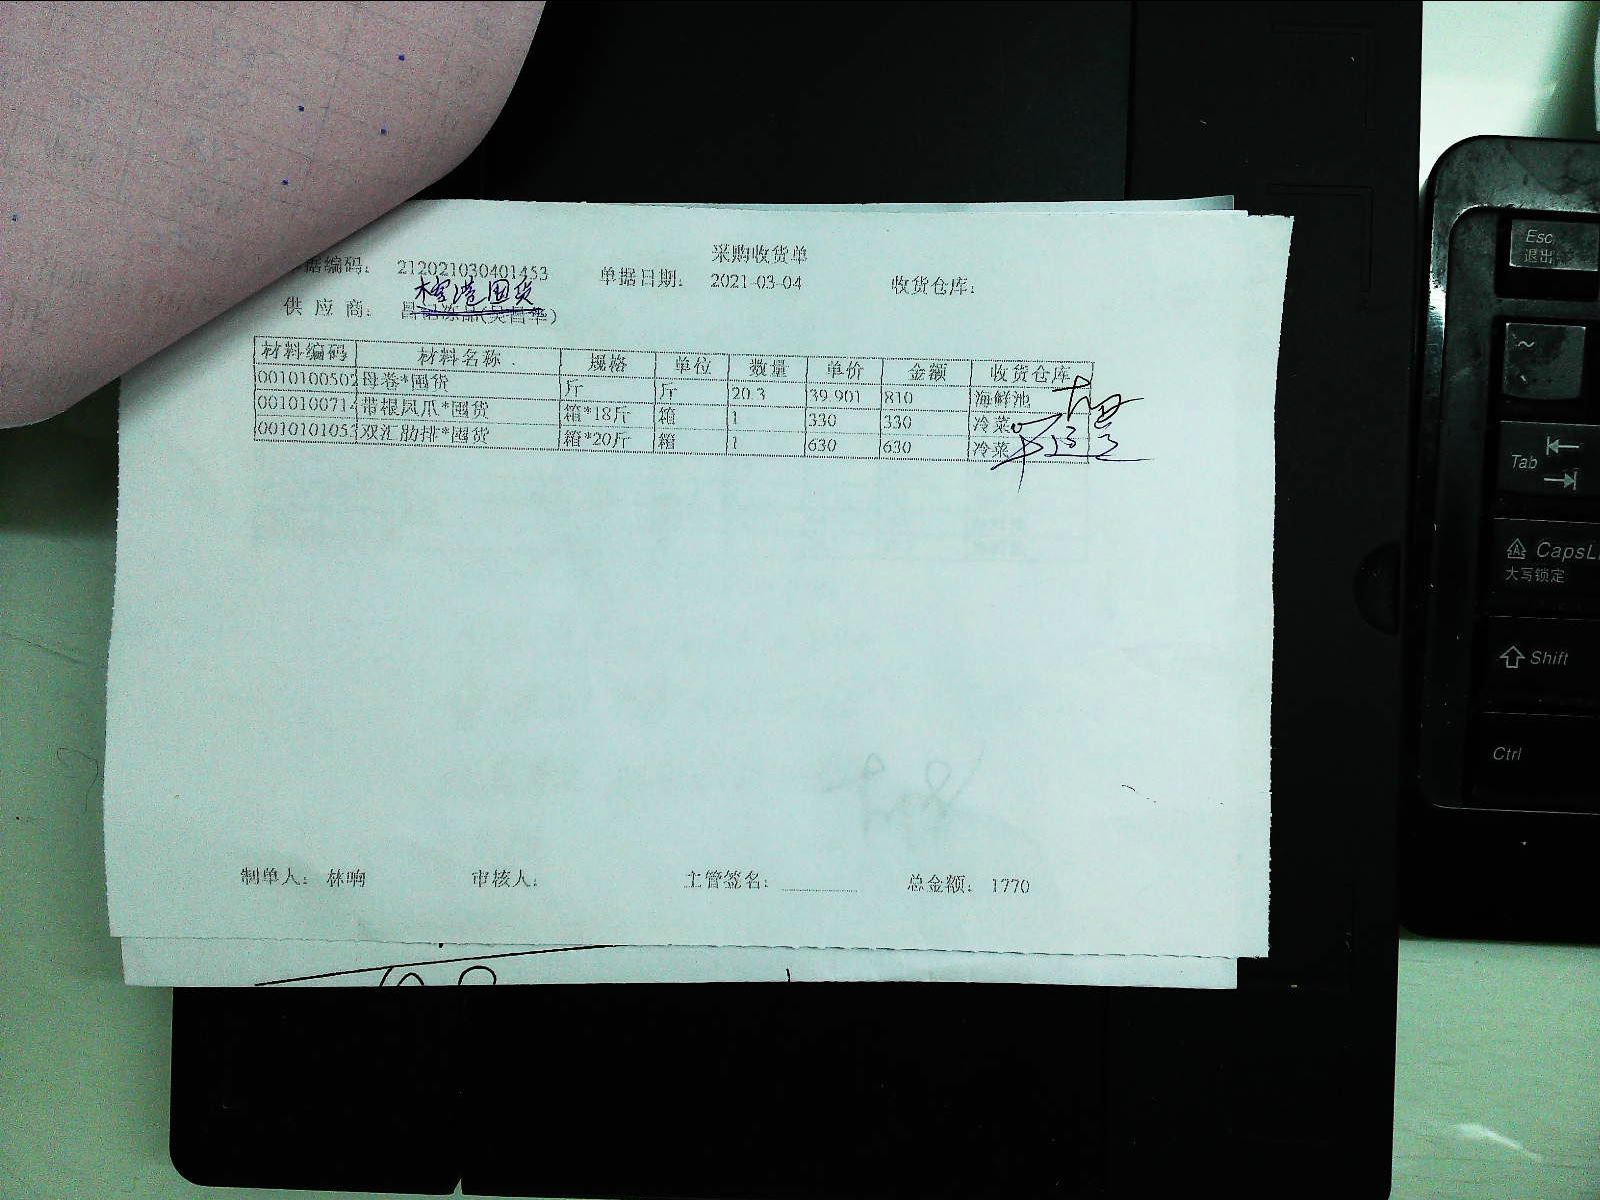 采购收货单
据编码: 212021030401453 单据日期: 2021-03-04 收货仓库:
囤货
供应商:
材料编码 材料名称 规格 单位 数量 单价 金额 收货仓库
0010100502 母卷*囤货 斤 斤 20.3 39.901 810 海鲜池
001010071 带根凤爪*囤货 箱*18斤 箱 1 330 330 冷菜
001010105 双汇肋排*囤货 箱*20斤 箱 1 630 630 冷菜
制单人: 林响 审核人: 主管签名: 总金额: 1770
Esc
退出
~
Tab
CapsL
大写锁定
Shift
Ctrl